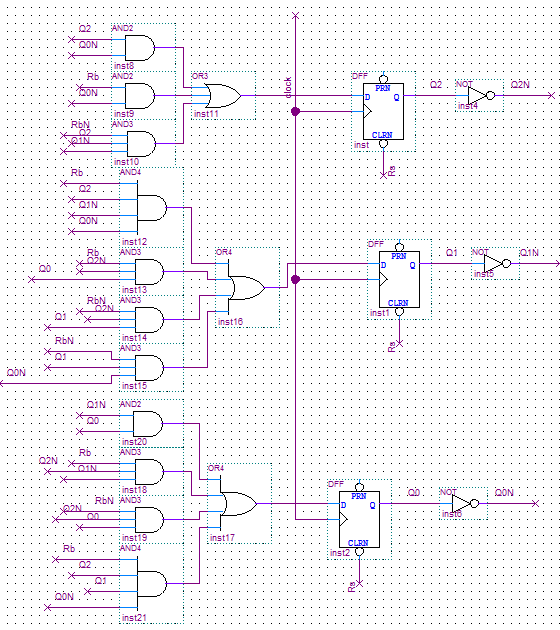 AND2
Q2
Q0N
inst8
AND2
Rb
Q0N
inst9
OR3
inst11
AND3
RbN
Q2
Q1N
inst10
clock
DFF
PRN
D Q
CLRN
inst
Rs
Q2
NOT
inst4
Q2N
AND4
Rb
Q2
Q1N
Q0N
inst12
AND3
Rb
Q2N
Q0
inst13
AND3
RbN
Q2N
Q1
inst14
AND3
RbN
Q1
Q0N
inst15
OR4
inst16
DFF
PRN
D Q
CLRN
inst1
Rs
Q1
NOT
inst5
Q1N
AND2
Q1N
Q0
inst20
AND3
Rb
Q2N
Q1N
inst18
AND3
RbN
Q2N
Q0
inst19
AND4
Rb
Q2
Q1
Q0N
inst21
OR4
inst17
DFF
PRN
D Q
CLRN
inst2
Rs
Q0
NOT
inst6
Q0N